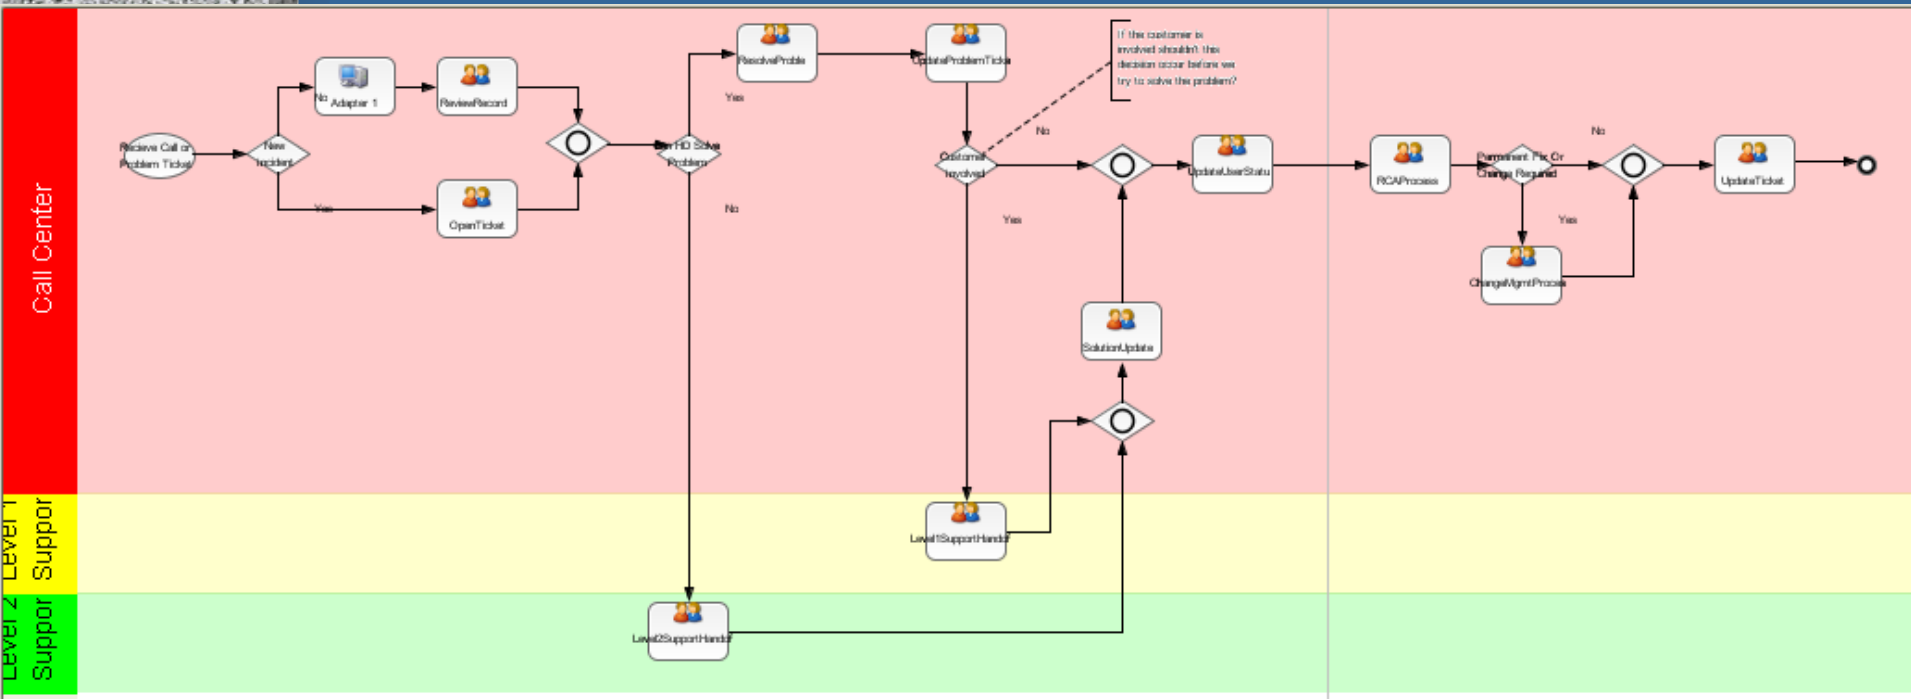 Call Center
Level 1
Suppor
Level 2
Suppor
Recieve Call or
Problem Ticket
New
Incident
No
Adapter 1
ReviewRecord
Yes
OpenTicket
HD Solve
Problem
Yes
No
ResolveProble
UpdateProblemTicke
If the customer is
involved shouldn't this
decision occur before we
try to solve the problem?
Customer
Involved
No
Yes
UpdateUserStatu
SolutionUpdate
Level1SupportHandof
Level2SupportHandof
RCAProcess
Permanent Fix Or
Change Required
No
Yes
ChangeMgmtProces
UpdateTicket